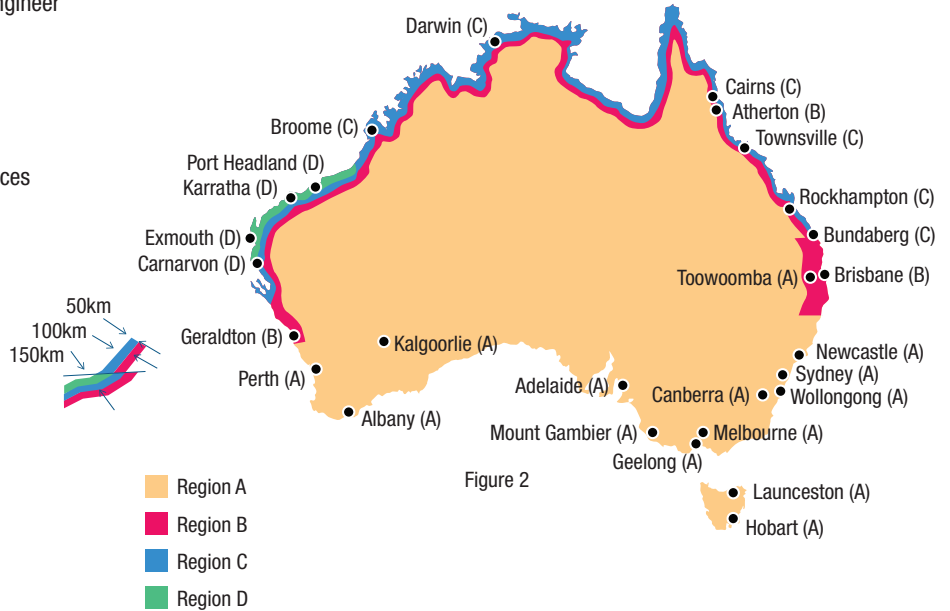 ngineer
ces
Darwin (C)
Cairns (C)
Atherton (B)
Townsville (C)
Broome (C)
Port Headland (D)
Karratha (D)
Rockhampton (C)
Exmouth (D)
Bundaberg (C)
Carnarvon (D)
Toowoomba (A)
Brisbane (B)
50km
100km
150km
Geraldton (B)
Kalgoorlie (A)
Newcastle (A)
Perth (A)
Sydney (A)
Adelaide (A)
Canberra (A)
Wollongong (A)
Albany (A)
Mount Gambier (A)
Melbourne (A)
Geelong (A)
Figure 2
Launceston (A)
Hobart (A)
Region A
Region B
Region C
Region D